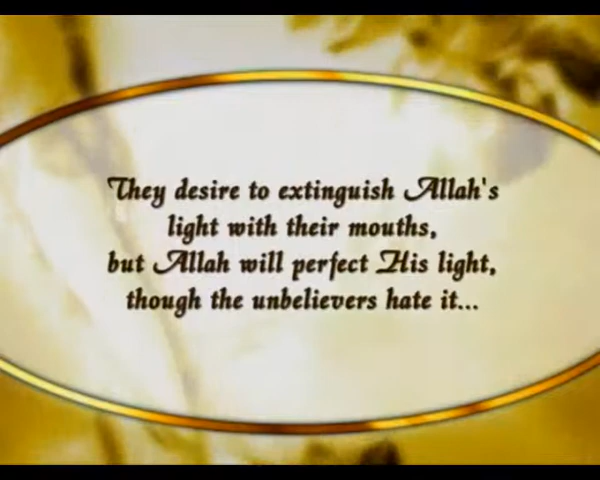 They desire to extinguish Allah's
light with their mouths,
but Allah will perfect His light,
though the unbelievers hate it...